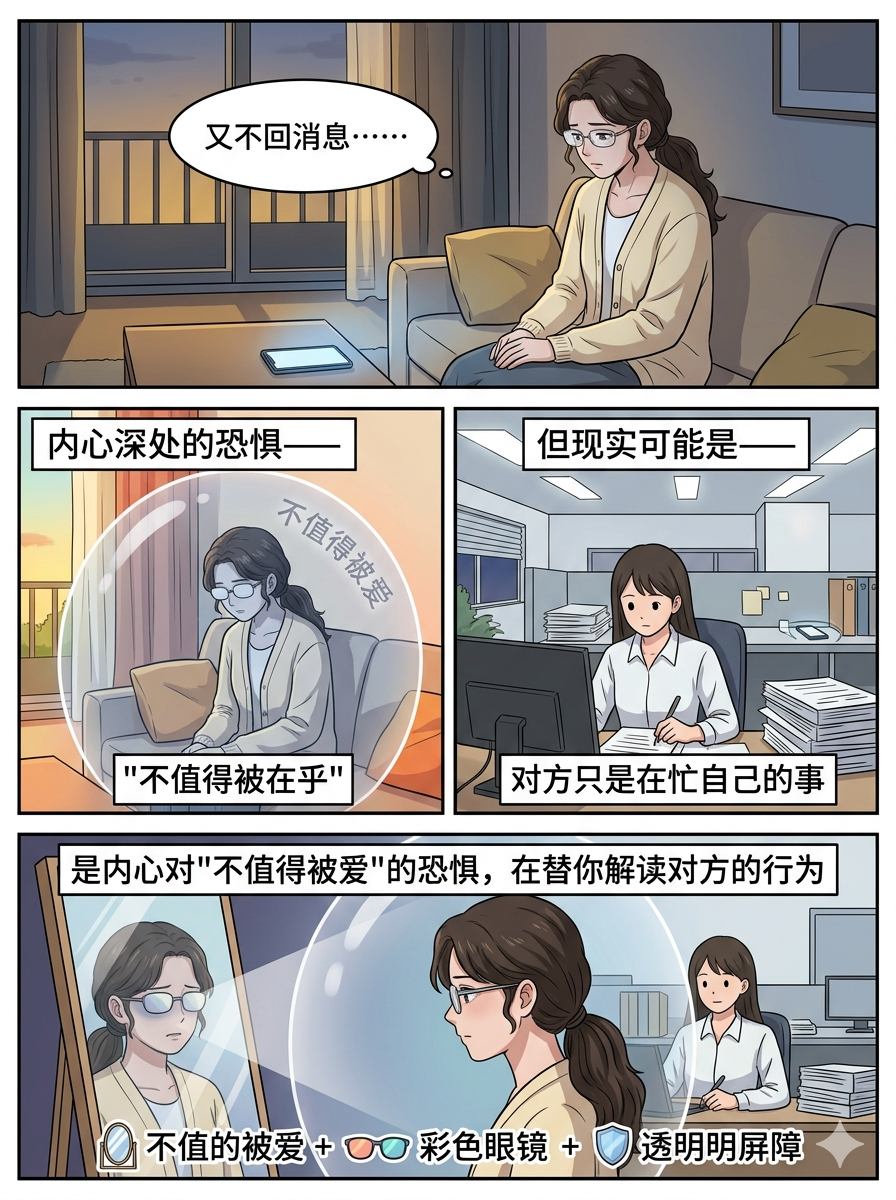 又不回消息……
内心深处的恐惧——
不值得被爱
"不值得被在乎"
但现实可能是——
对方只是在忙自己的事
是内心对"不值得被爱"的恐惧，在替你解读对方的行为
不值的被爱 + 彩色眼镜 + 透明明屏障